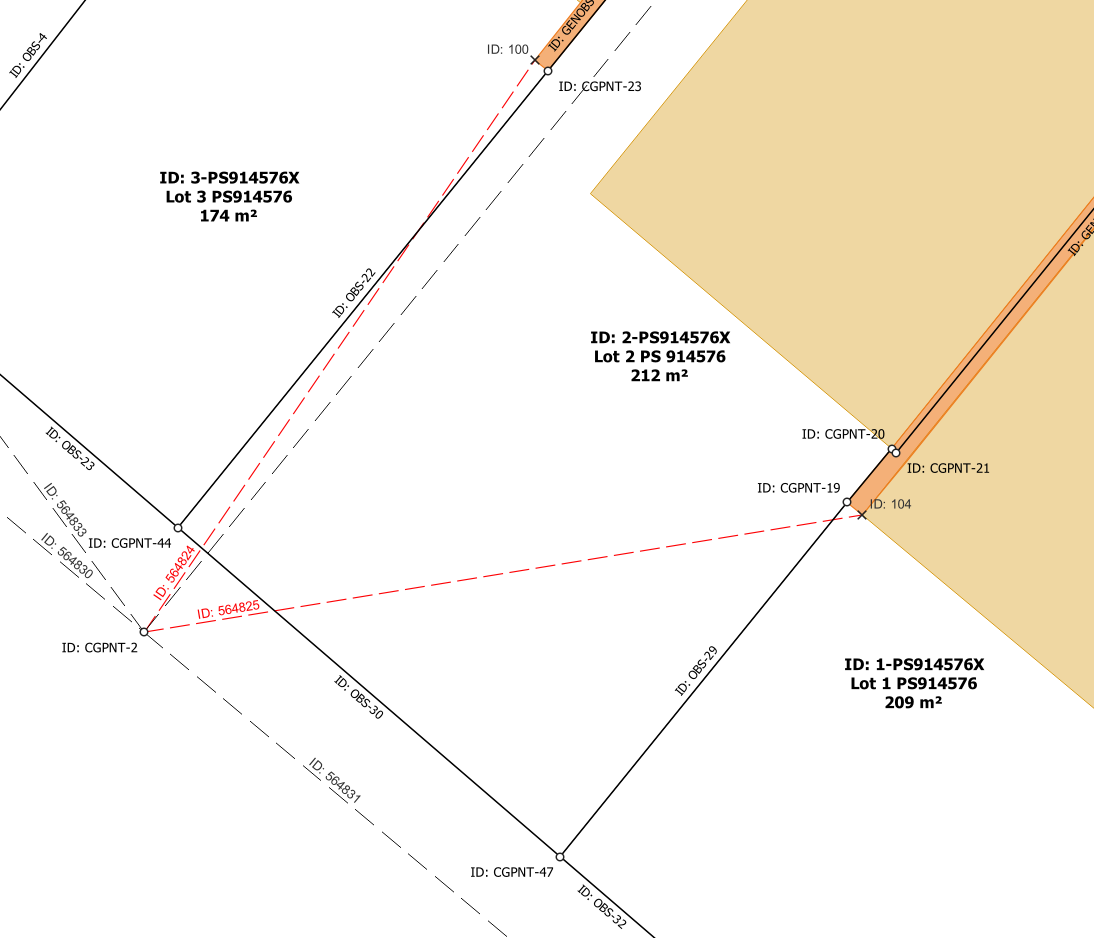 ID: OBS-4
ID: GENOBS
ID: 100
ID: CGPNT-23
ID: 3-PS914576X
Lot 3 PS914576
174 m²
ID: GEN
ID: OBS-22
ID: 2-PS914576X
Lot 2 PS 914576
212 m²
ID: OBS-23
ID: CGPNT-20
ID: CGPNT-21
ID: CGPNT-19
ID: 104
ID: 564833
ID: 564830
ID: CGPNT-44
ID: 564824
ID: 564825
ID: CGPNT-2
ID: OBS-29
ID: 1-PS914576X
Lot 1 PS914576
209 m²
ID: OBS-30
ID: 564831
ID: CGPNT-47
ID: OBS-32